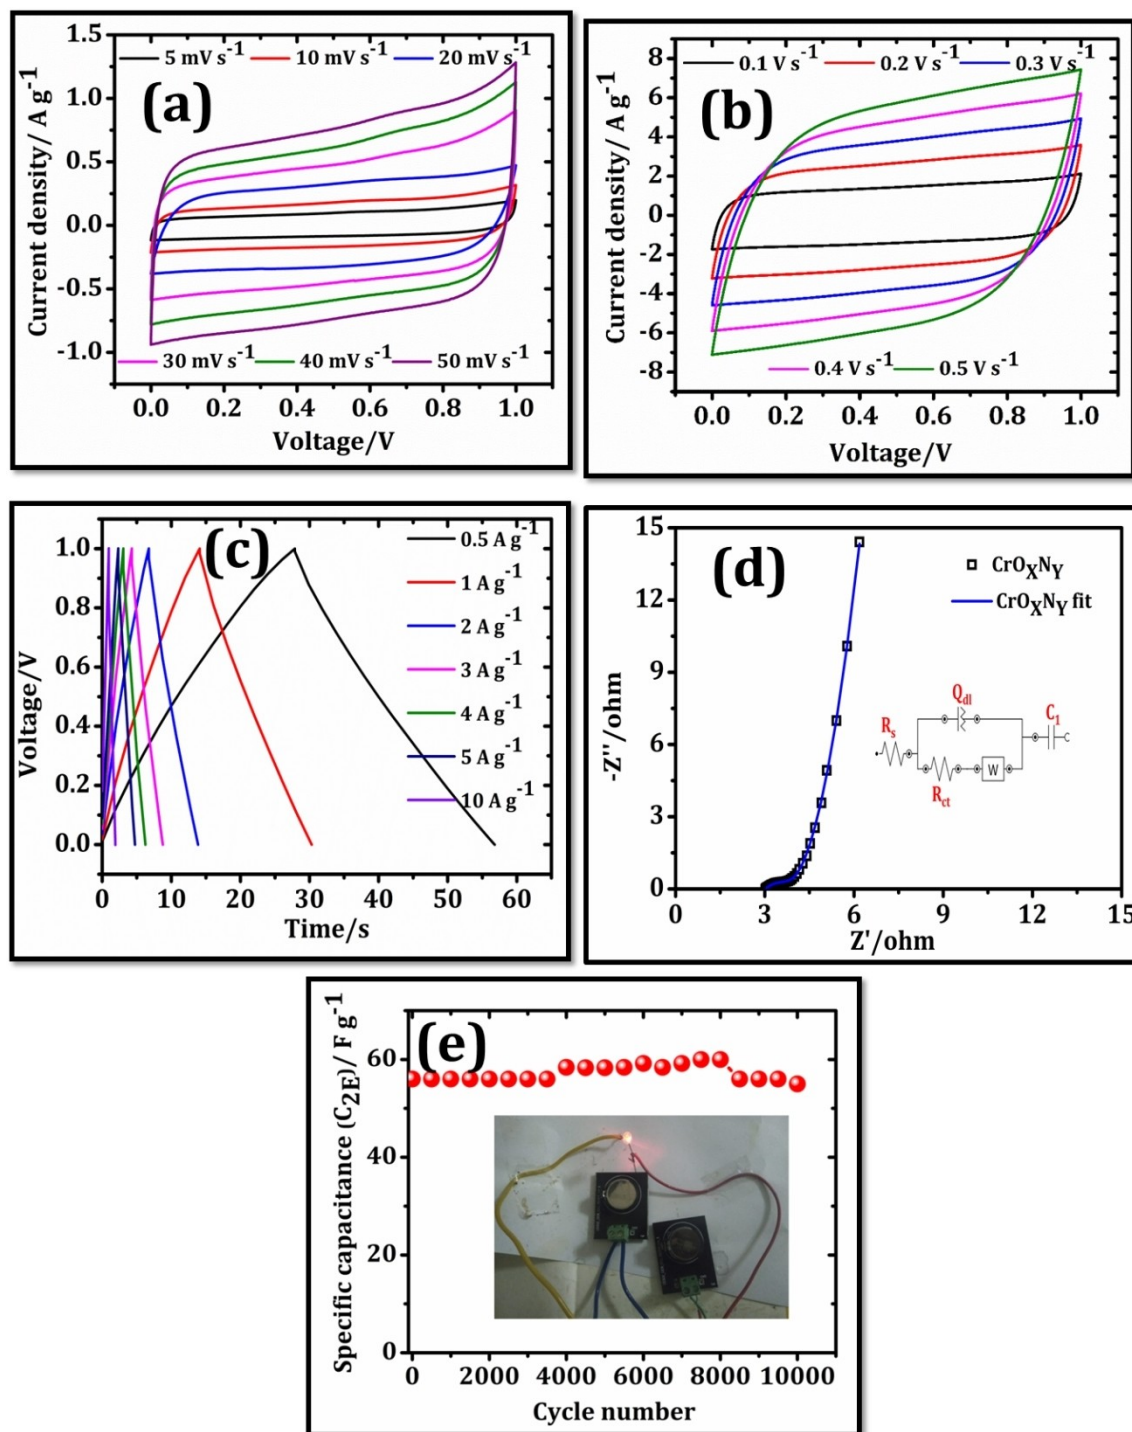 (a)
5 mV s⁻¹ 10 mV s⁻¹ 20 mV s⁻¹
30 mV s⁻¹ 40 mV s⁻¹ 50 mV s⁻¹
Current density/ A g⁻¹
1.5
1.0
0.5
0.0
-0.5
-1.0
0.0 0.2 0.4 0.6 0.8 1.0
Voltage/V
(b)
0.1 V s⁻¹ 0.2 V s⁻¹ 0.3 V s⁻¹
0.4 V s⁻¹ 0.5 V s⁻¹
Current density/ A g⁻¹
8
6
4
2
0
-2
-4
-6
-8
0.0 0.2 0.4 0.6 0.8 1.0
Voltage/V
(c)
0.5 A g⁻¹
1 A g⁻¹
2 A g⁻¹
3 A g⁻¹
4 A g⁻¹
5 A g⁻¹
10 A g⁻¹
Voltage/V
1.0
0.8
0.6
0.4
0.2
0.0
0 10 20 30 40 50 60
Time/s
(d)
CrOXNY
CrOXNY fit
Qdl
Rs
C1
Rct
W
-Z''/ohm
15
12
9
6
3
0
0 3 6 9 12 15
Z'/ohm
(e)
Specific capacitance (C2E)/ F g⁻¹
60
40
20
0
0 2000 4000 6000 8000 10000
Cycle number